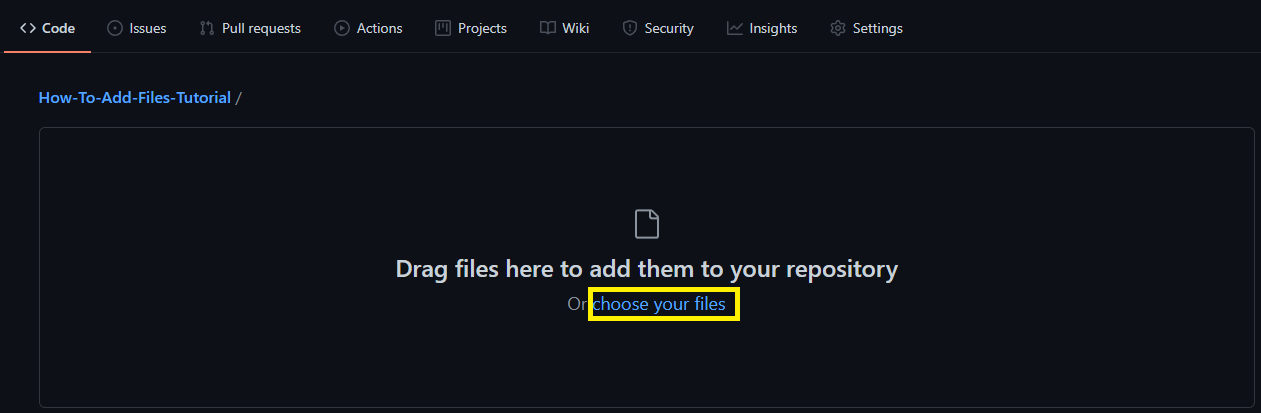 <> Code Issues Pull requests Actions Projects Wiki Security Insights Settings
How-To-Add-Files-Tutorial /
Drag files here to add them to your repository
Or choose your files